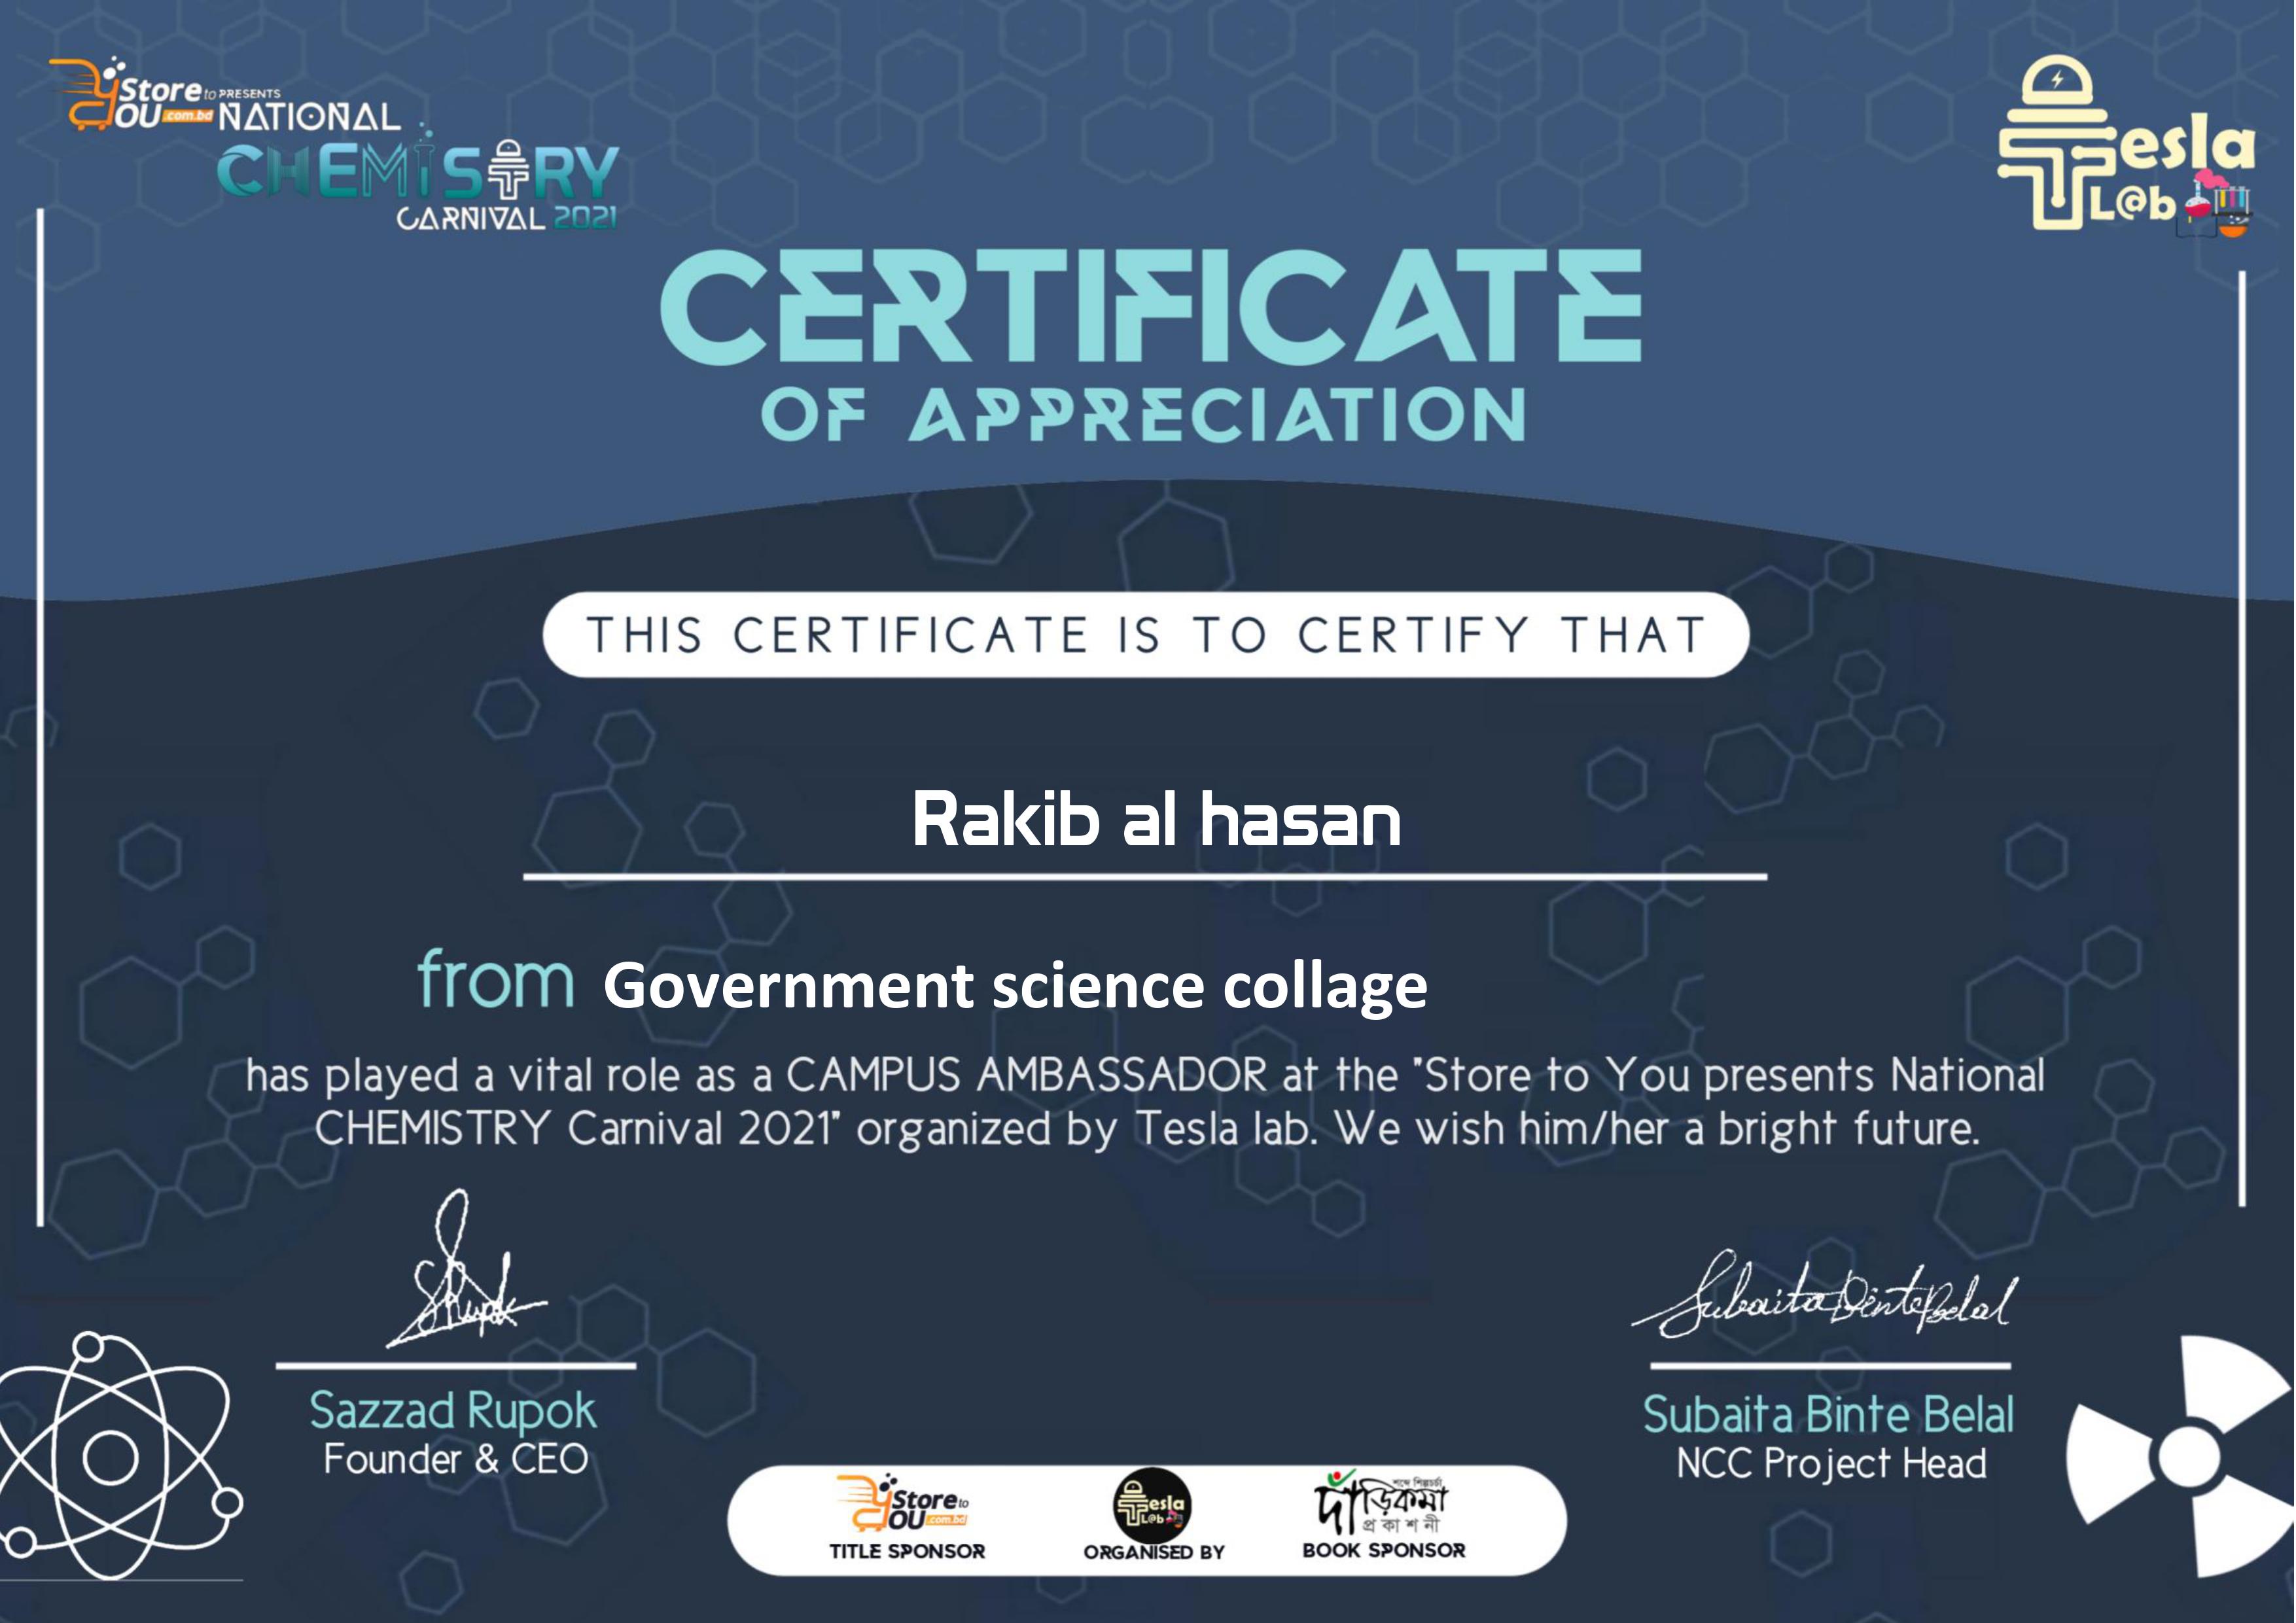 Store to PRESENTS
YOU .com.bd NATIONAL
CHEMISTRY
CARNIVAL 2021
Tesla
L@b
CERTIFICATE
OF APPRECIATION
THIS CERTIFICATE IS TO CERTIFY THAT
Rakib al hasan
from Government science collage
has played a vital role as a CAMPUS AMBASSADOR at the "Store to You presents National
CHEMISTRY Carnival 2021" organized by Tesla lab. We wish him/her a bright future.
Subaita Binte Belal
Sazzad Rupok
Founder & CEO
Subaita Binte Belal
NCC Project Head
Store to
YOU .com.bd
TITLE SPONSOR
Tesla
L@b
ORGANISED BY
শব্দে শিল্পচর্চা
দাঁড়িকমা
প্রকাশনী
BOOK SPONSOR